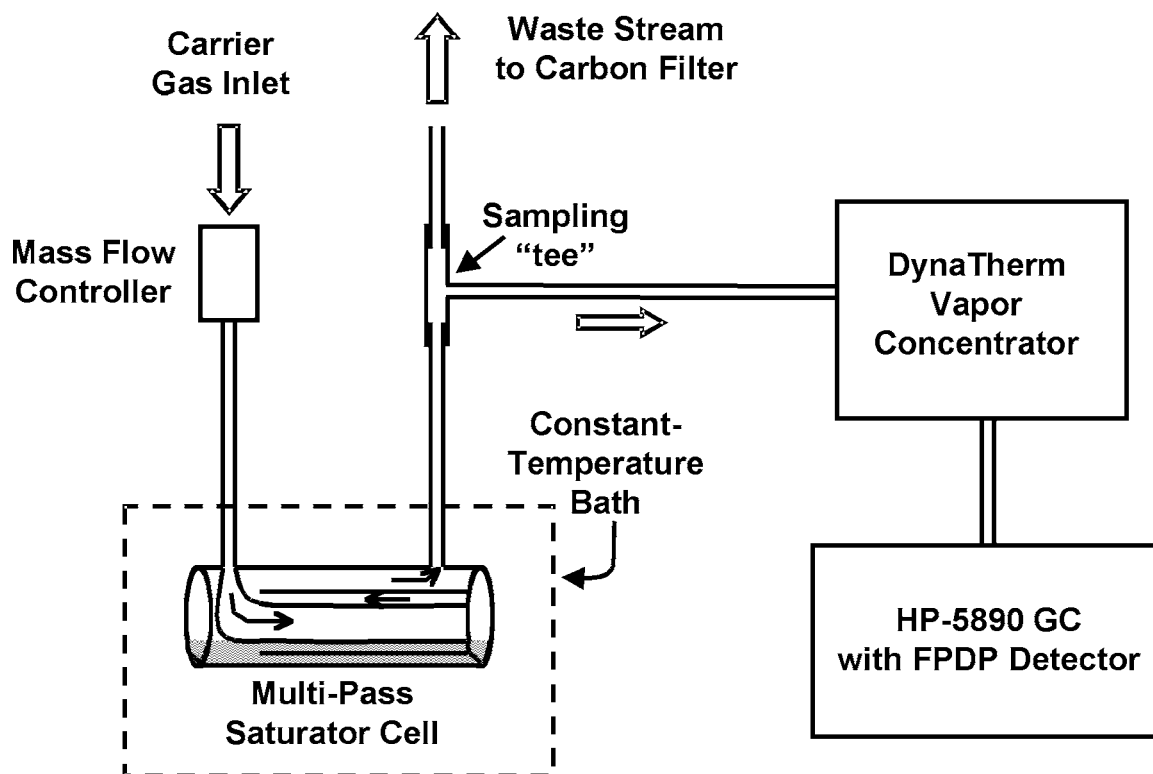 Carrier
Gas Inlet
Waste Stream
to Carbon Filter
Mass Flow
Controller
Sampling
“tee”
DynaTherm
Vapor
Concentrator
Constant-
Temperature
Bath
HP-5890 GC
with FPDP Detector
Multi-Pass
Saturator Cell